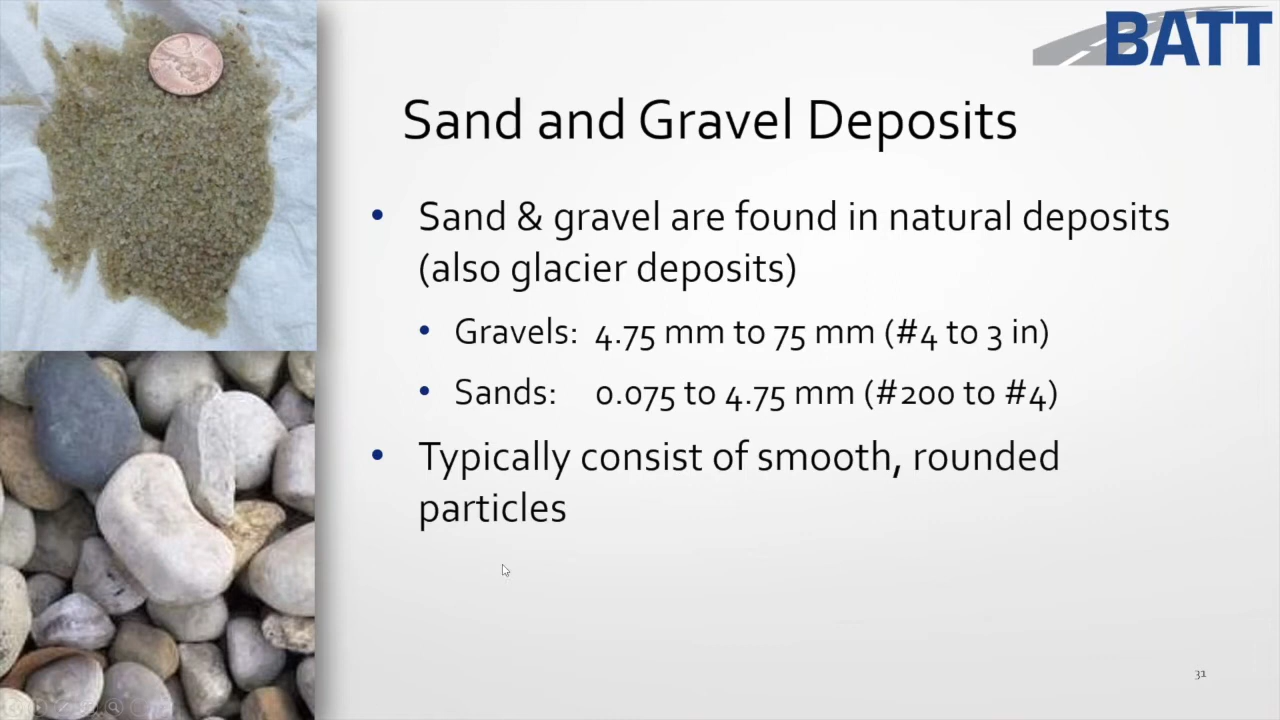 BATT
Sand and Gravel Deposits
• Sand & gravel are found in natural deposits
(also glacier deposits)
• Gravels: 4.75 mm to 75 mm (#4 to 3 in)
• Sands: 0.075 to 4.75 mm (#200 to #4)
• Typically consist of smooth, rounded
particles
31